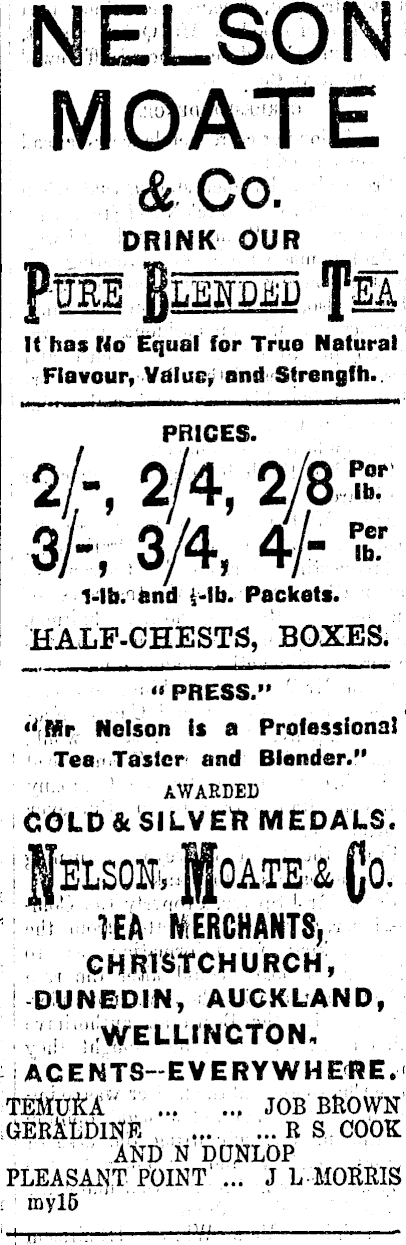 NELSON
MOATE
& Co.
DRINK OUR
PURE BLENDED TEA
It has No Equal for True Natural
Flavour, Value, and Strength.
PRICES.
2/-, 2/4, 2/8 Per lb.
3/-, 3/4, 4/- Per lb.
1-lb. and ½-lb. Packets.
HALF-CHESTS, BOXES.
"PRESS."
"Mr Nelson is a Professional
Tea Taster and Blender."
AWARDED
GOLD & SILVER MEDALS.
NELSON, MOATE & CO.
TEA MERCHANTS,
CHRISTCHURCH,
DUNEDIN, AUCKLAND,
WELLINGTON.
AGENTS--EVERYWHERE.
TEMUKA ... ... JOB BROWN
GERALDINE ... ... R S COOK
AND N DUNLOP
PLEASANT POINT ... J L MORRIS
my15